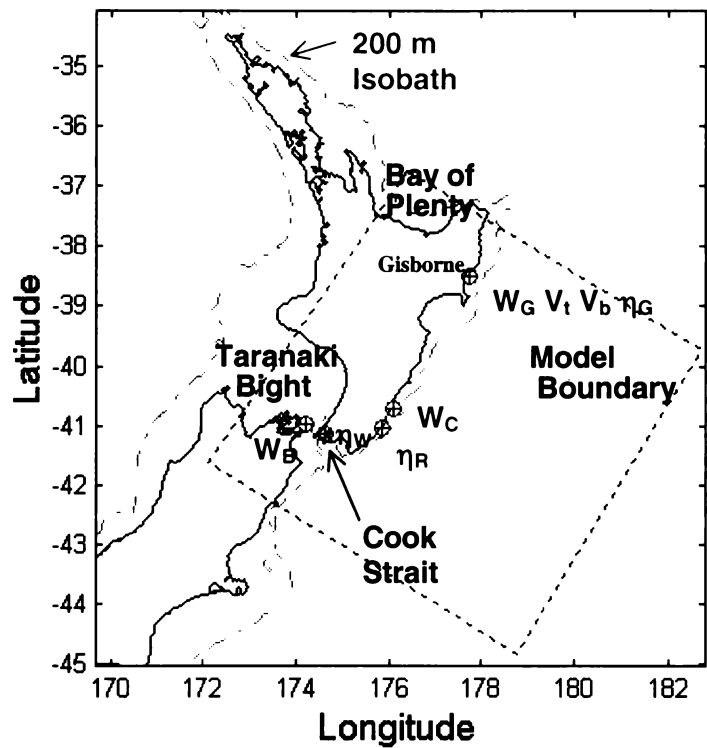 200 m
Isobath
-35
-36
-37
-38
-39
-40
-41
-42
-43
-44
-45
Latitude
Bay of
Plenty
Gisborne
W_G V_t V_b η_G
Taranaki
Bight
Model
Boundary
W_C
W_B
η_W
η_R
Cook
Strait
170 172 174 176 178 180 182
Longitude